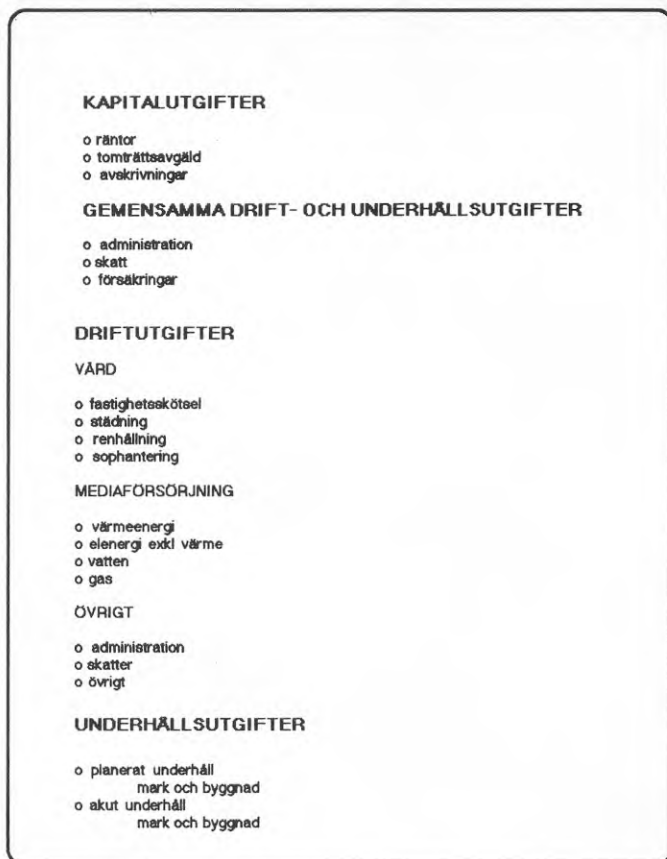 KAPITALUTGIFTER
o räntor
o tomträttsavgäld
o avskrivningar
GEMENSAMMA DRIFT- OCH UNDERHÅLLSUTGIFTER
o administration
o skatt
o försäkringar
DRIFTUTGIFTER
VÅRD
o fastighetsskötsel
o städning
o renhållning
o sophantering
MEDIAFÖRSÖRJNING
o värmeenergi
o elenergi exkl värme
o vatten
o gas
ÖVRIGT
o administration
o skatter
o övrigt
UNDERHÅLLSUTGIFTER
o planerat underhåll
mark och byggnad
o akut underhåll
mark och byggnad